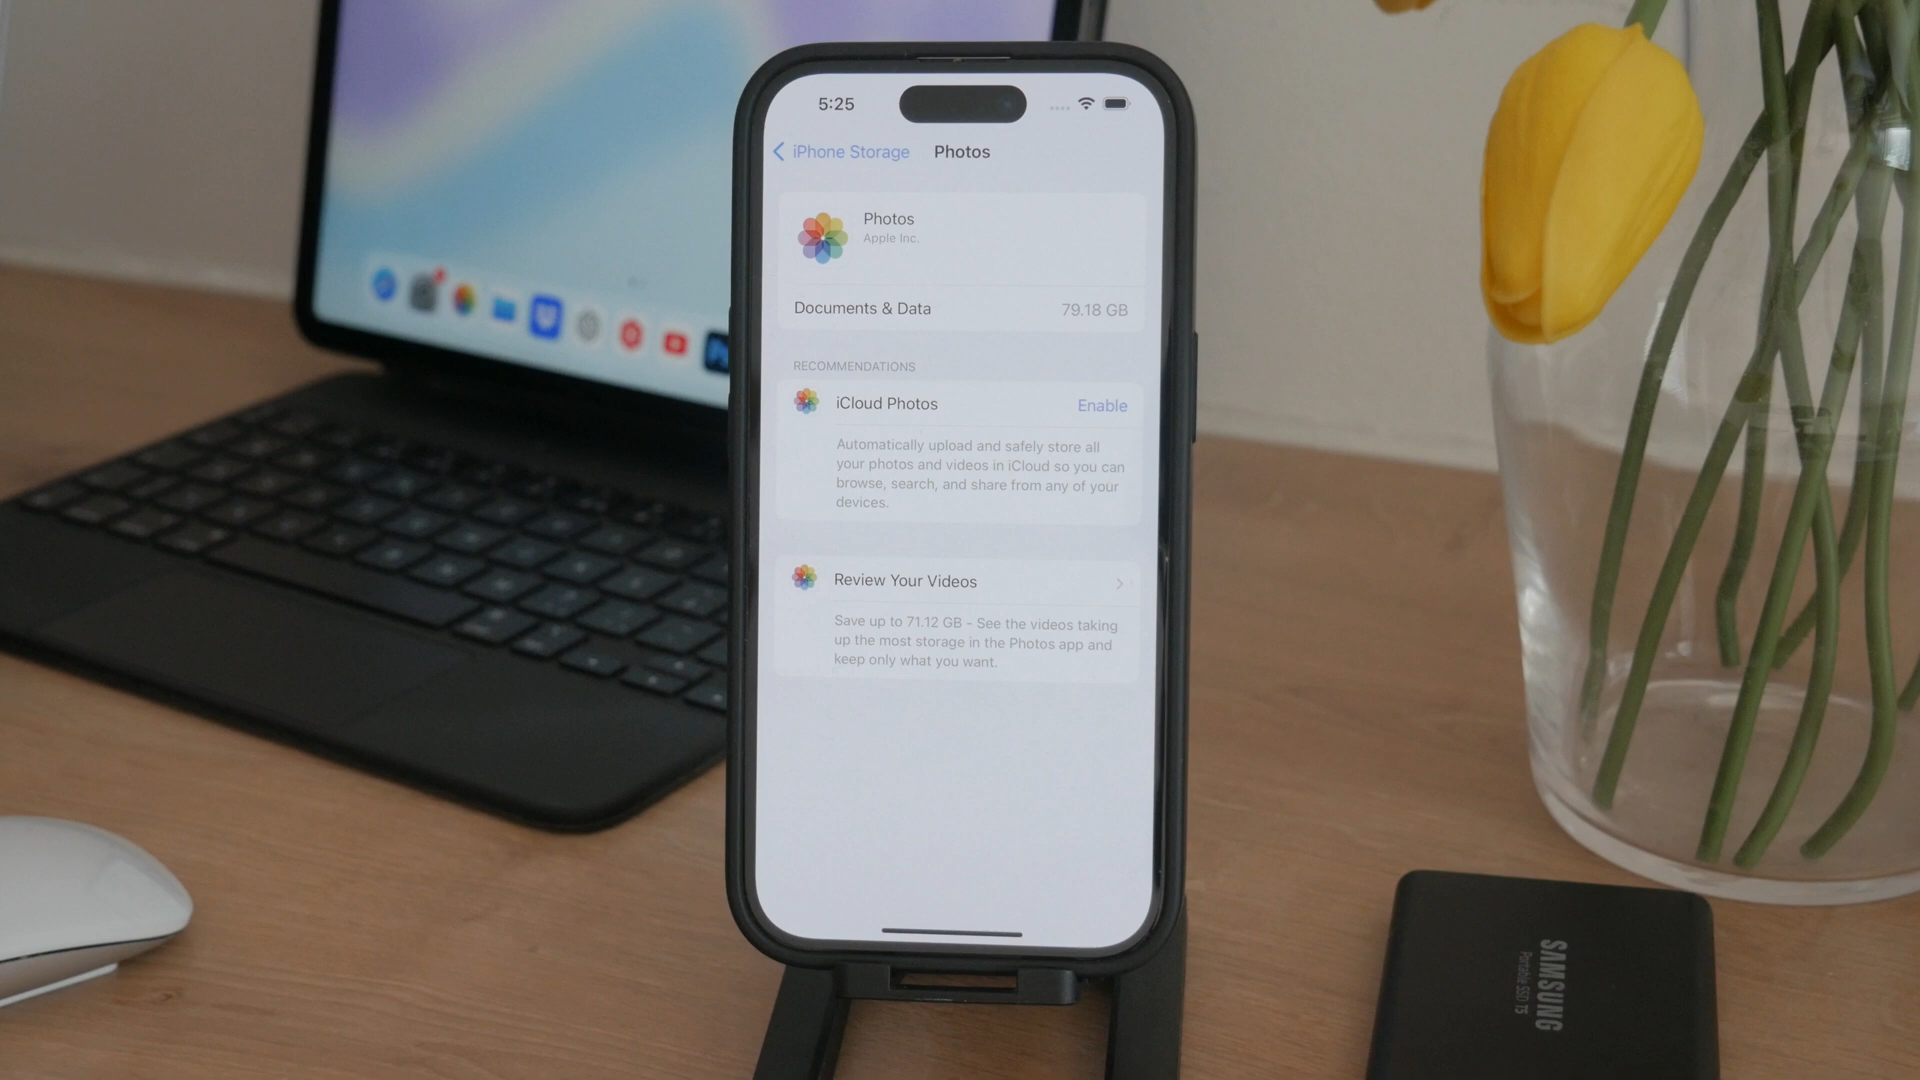 5:25
iPhone Storage Photos
Photos
Apple Inc.
Documents & Data 79.18 GB
RECOMMENDATIONS
iCloud Photos Enable
Automatically upload and safely store all
your photos and videos in iCloud so you can
browse, search, and share from any of your
devices.
Review Your Videos
Save up to 71.12 GB - See the videos taking
up the most storage in the Photos app and
keep only what you want.
SAMSUNG
Portable SSD T5